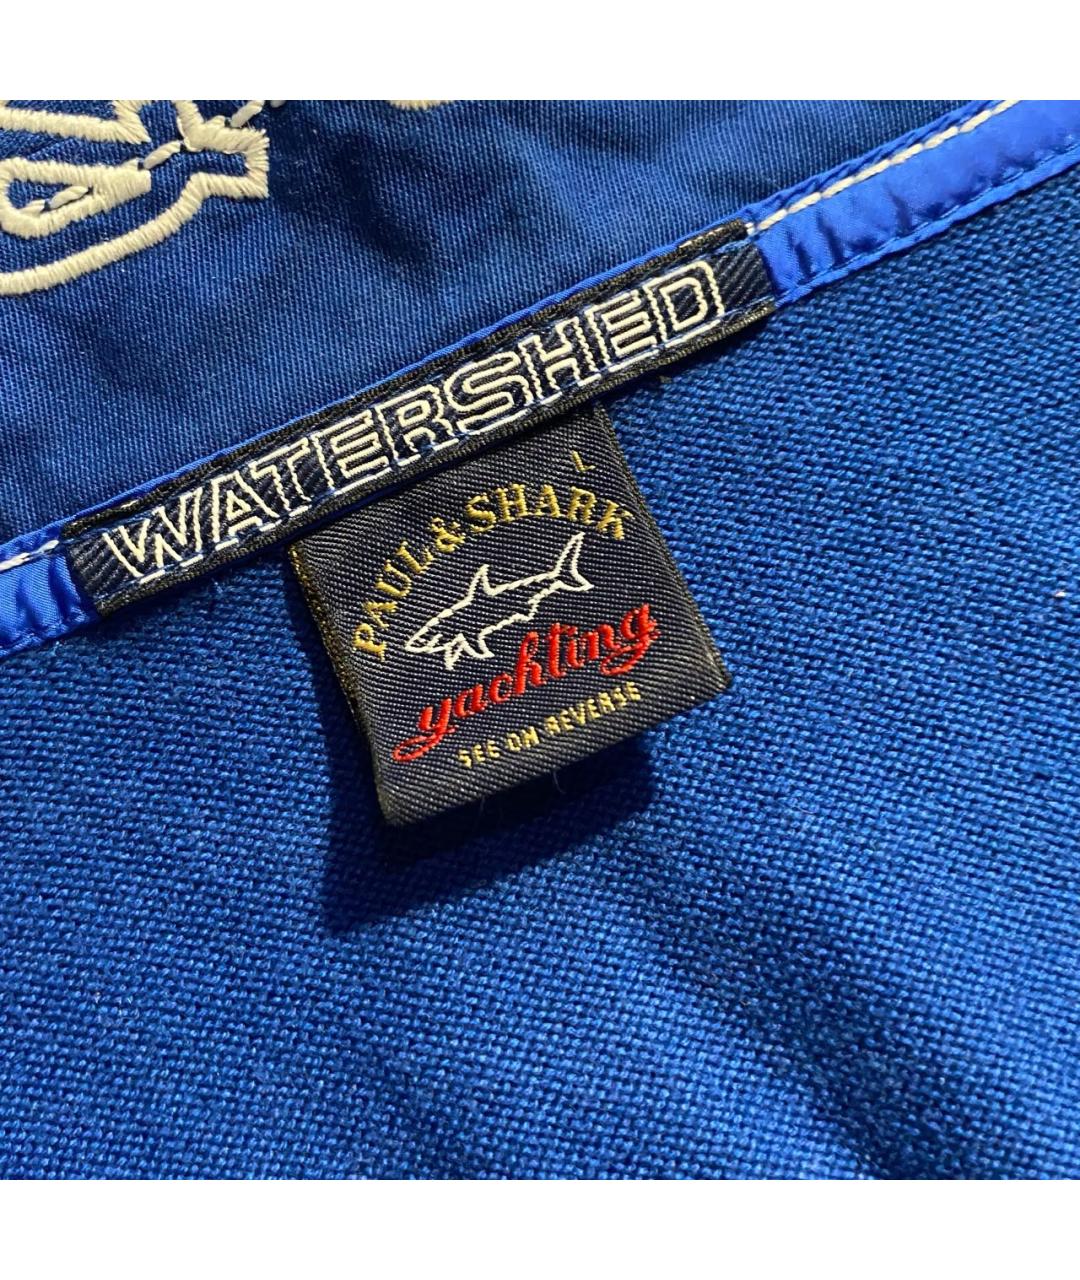 WATERSHED
L
PAUL & SHARK
yachting
SEE ON REVERSE